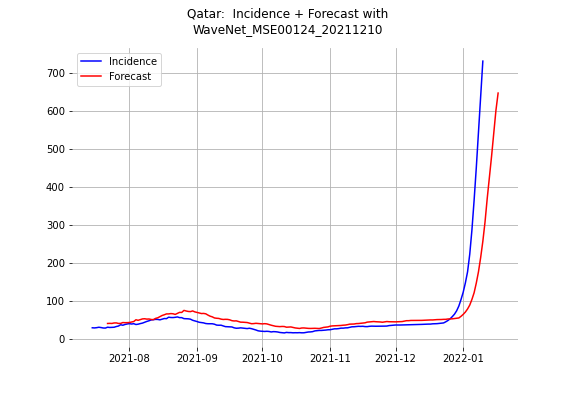 Qatar:  Incidence + Forecast with
WaveNet_MSE00124_20211210
Incidence
Forecast
700
600
500
400
300
200
100
0
2021-08 2021-09 2021-10 2021-11 2021-12 2022-01